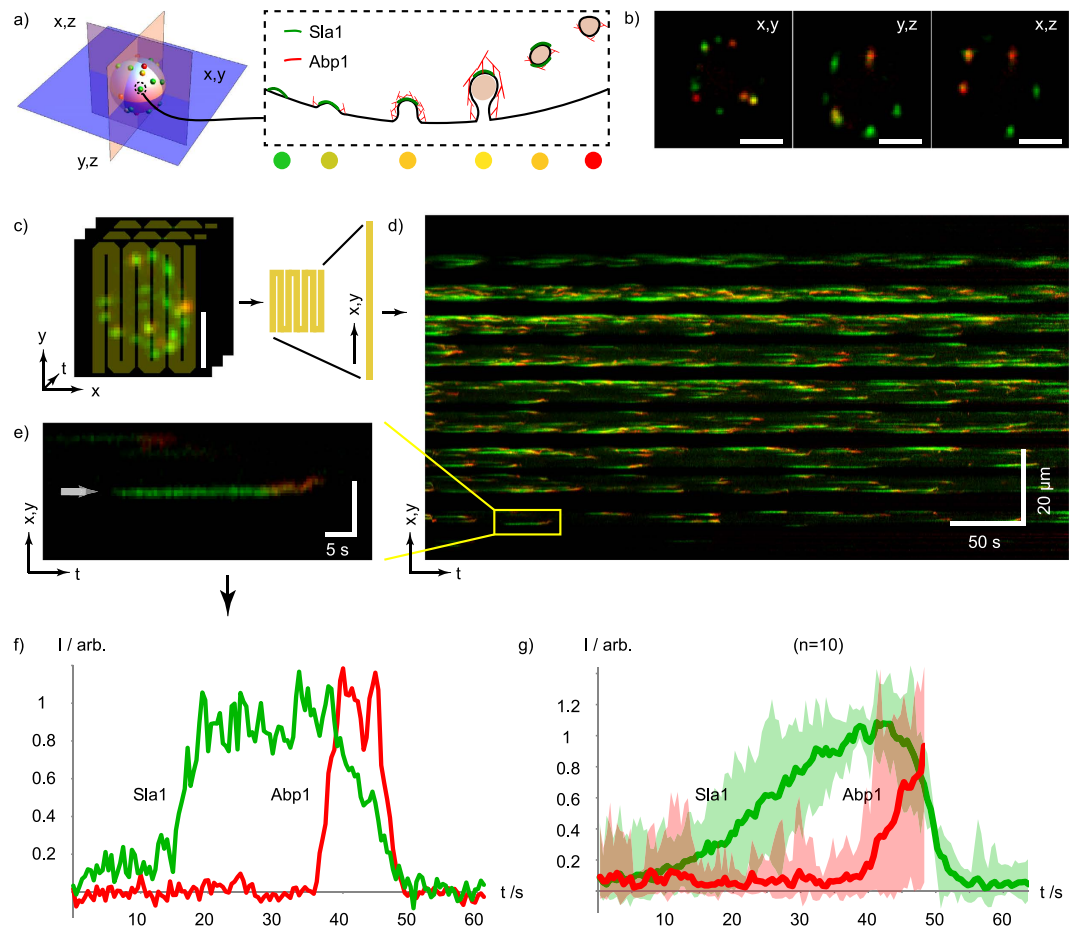 a)
x,z
x,y
y,z
Sla1
Abp1
b)
x,y
y,z
x,z
c)
y
t
x
x,y
d)
20 µm
50 s
x,y
t
e)
5 s
x,y
t
f)
I / arb.
1
0.8
0.6
0.4
0.2
Sla1
Abp1
t /s
10
20
30
40
50
60
g)
I / arb.
(n=10)
1.2
1
0.8
0.6
0.4
0.2
Sla1
Abp1
t /s
10
20
30
40
50
60